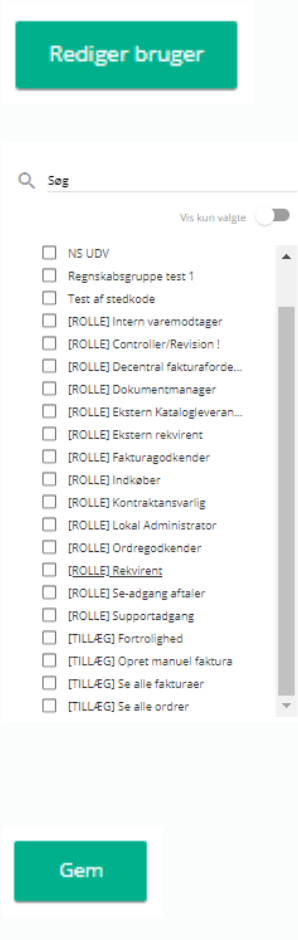 Rediger bruger
Søg
Vis kun valgte
NS UDV
Regnskabsgruppe test 1
Test af stedkode
[ROLLE] Intern varemodtager
[ROLLE] Controller/Revision !
[ROLLE] Decentral fakturaforde...
[ROLLE] Dokumentmanager
[ROLLE] Ekstern Katalogleveran...
[ROLLE] Ekstern rekvirent
[ROLLE] Fakturagodkender
[ROLLE] Indkøber
[ROLLE] Kontraktansvarlig
[ROLLE] Lokal Administrator
[ROLLE] Ordregodkender
[ROLLE] Rekvirent
[ROLLE] Se-adgang aftaler
[ROLLE] Supportadgang
[TILLÆG] Fortrolighed
[TILLÆG] Opret manuel faktura
[TILLÆG] Se alle fakturaer
[TILLÆG] Se alle ordrer
Gem